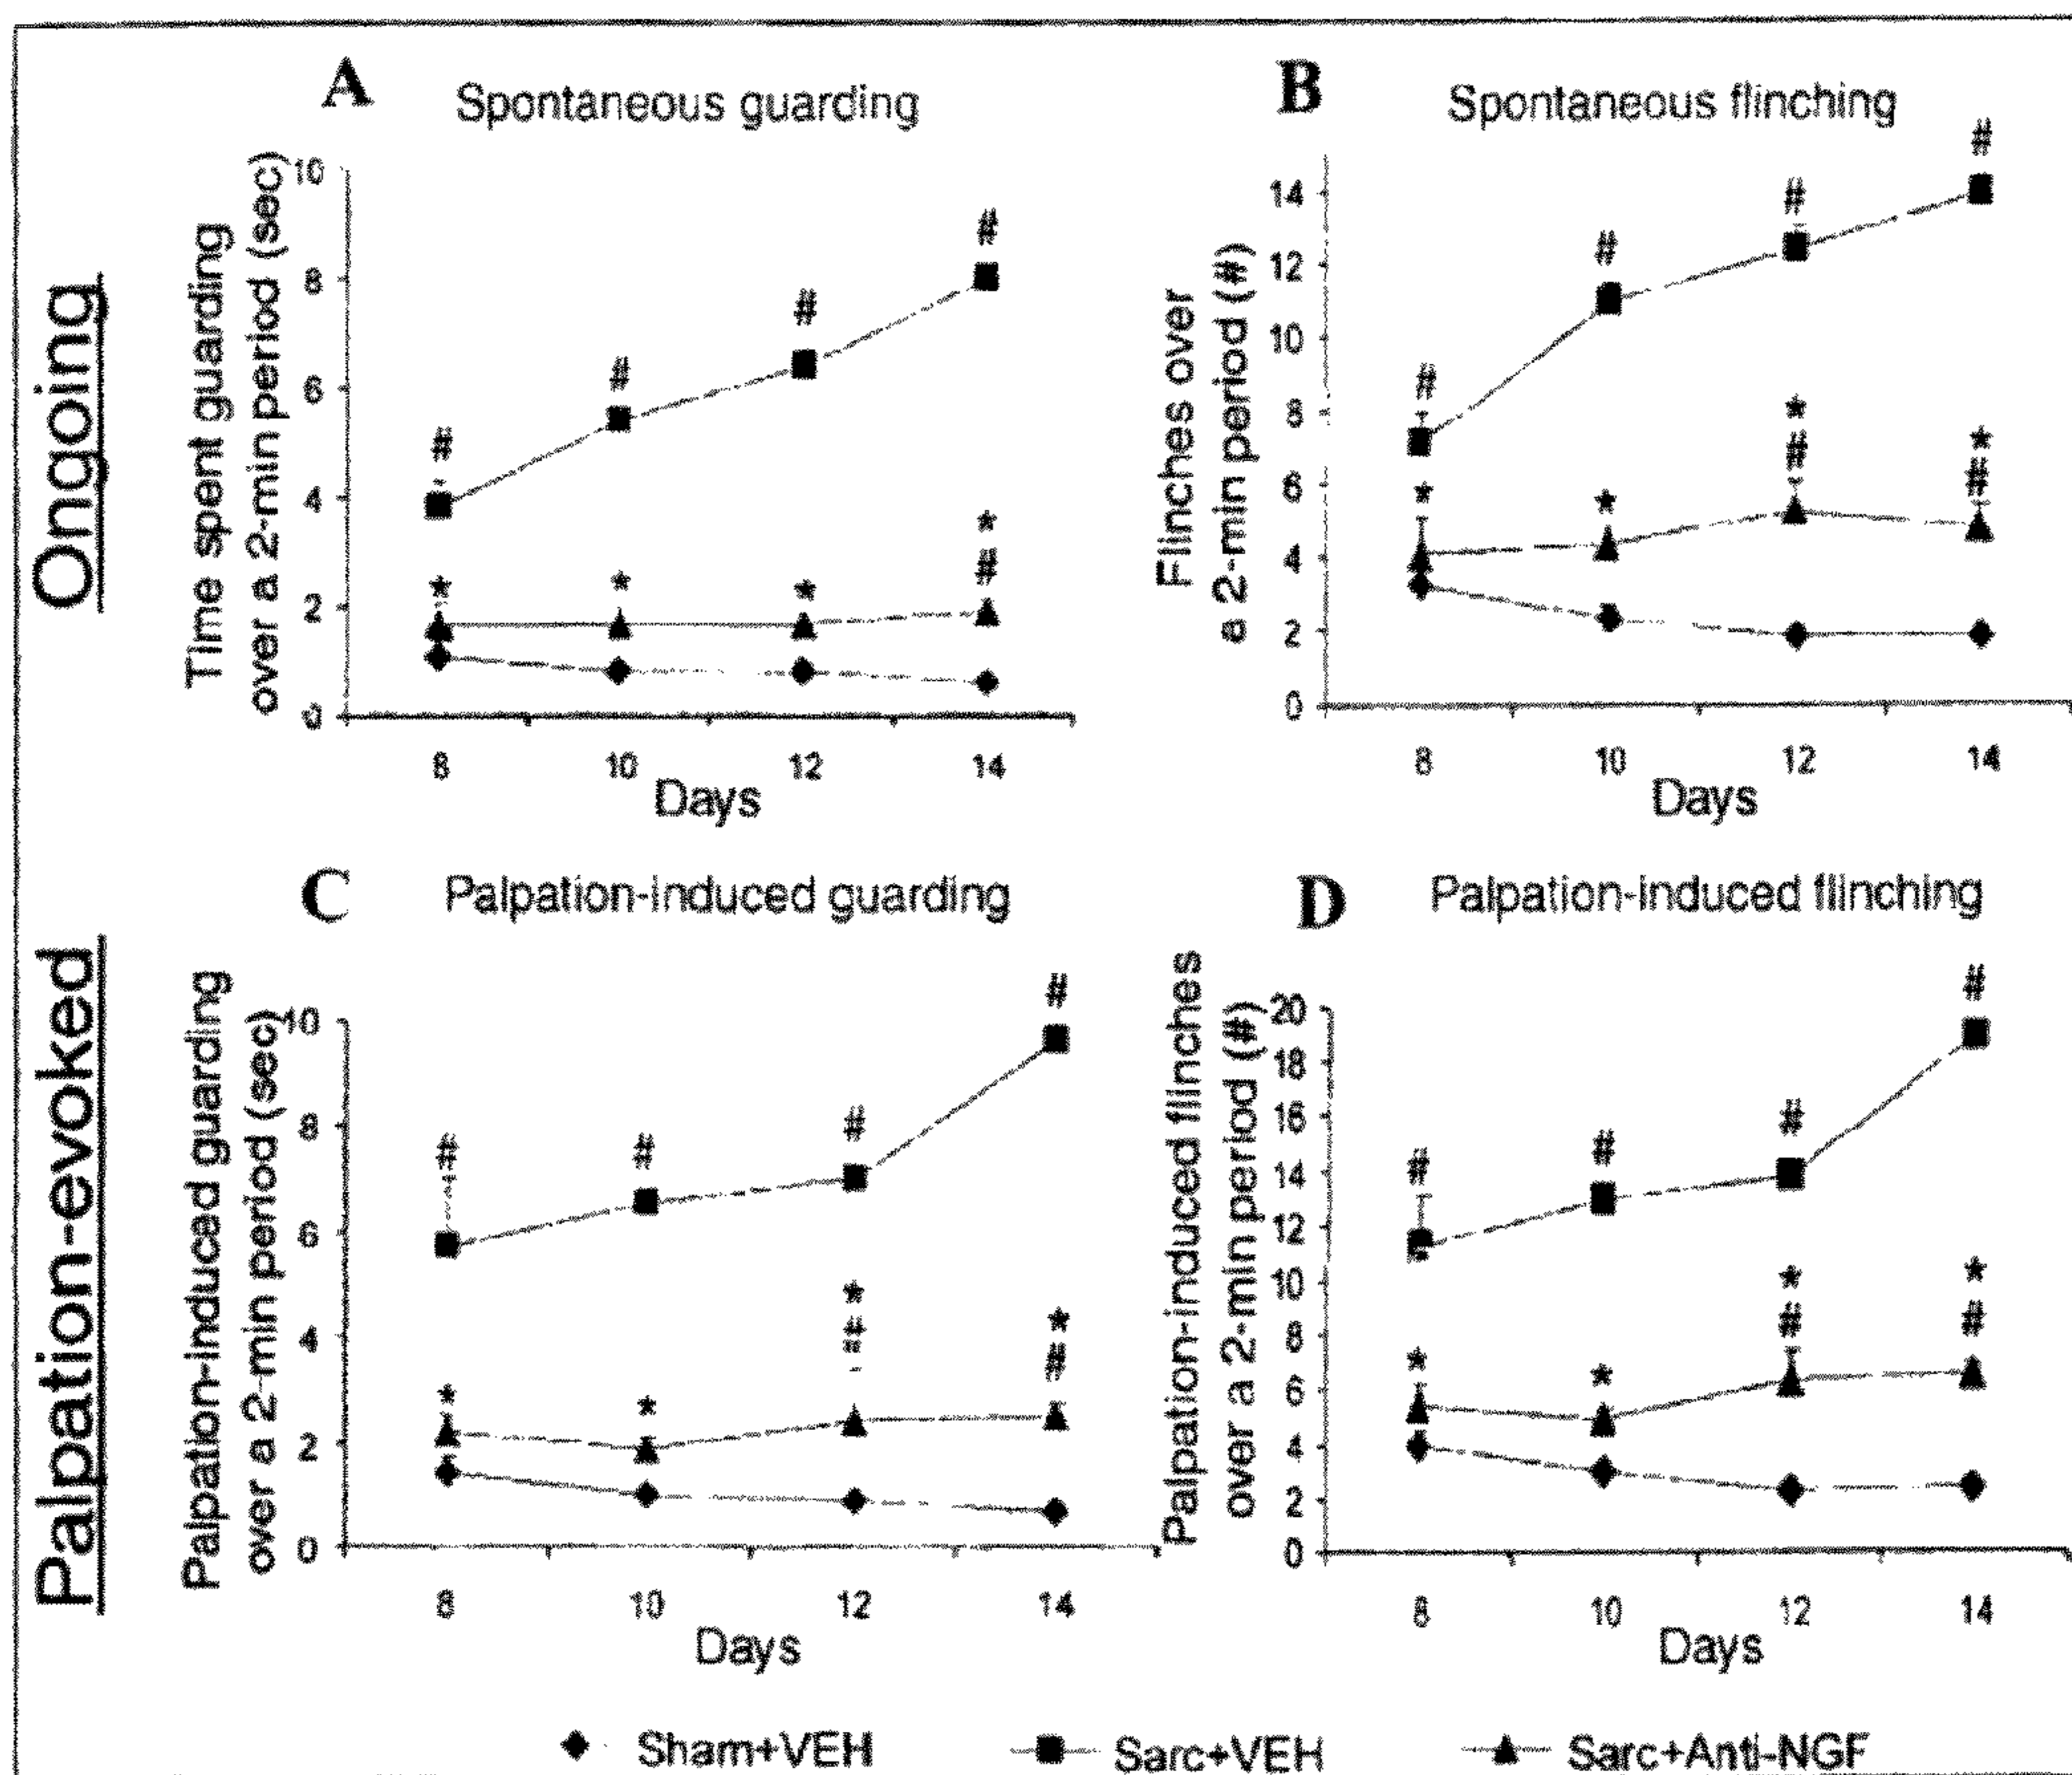 Ongoing
A
Spontaneous guarding
Time spent guarding
over a 2-min period (sec)
10
8
6
4
2
0
#
#
#
#
*
*
*
*
#
8 10 12 14
Days
B
Spontaneous flinching
Flinches over
a 2-min period (#)
14
12
10
8
6
4
2
0
#
#
#
#
*
*
*
#
*
#
8 10 12 14
Days
Palpation-evoked
C
Palpation-induced guarding
Palpation-induced guarding
over a 2-min period (sec)
10
8
6
4
2
0
#
#
#
#
*
*
*
#
*
#
8 10 12 14
Days
D
Palpation-induced flinching
Palpation-induced flinches
over a 2-min period (#)
20
18
16
14
12
10
8
6
4
2
0
#
#
#
#
*
*
*
#
*
#
8 10 12 14
Days
Sham+VEH Sarc+VEH Sarc+Anti-NGF